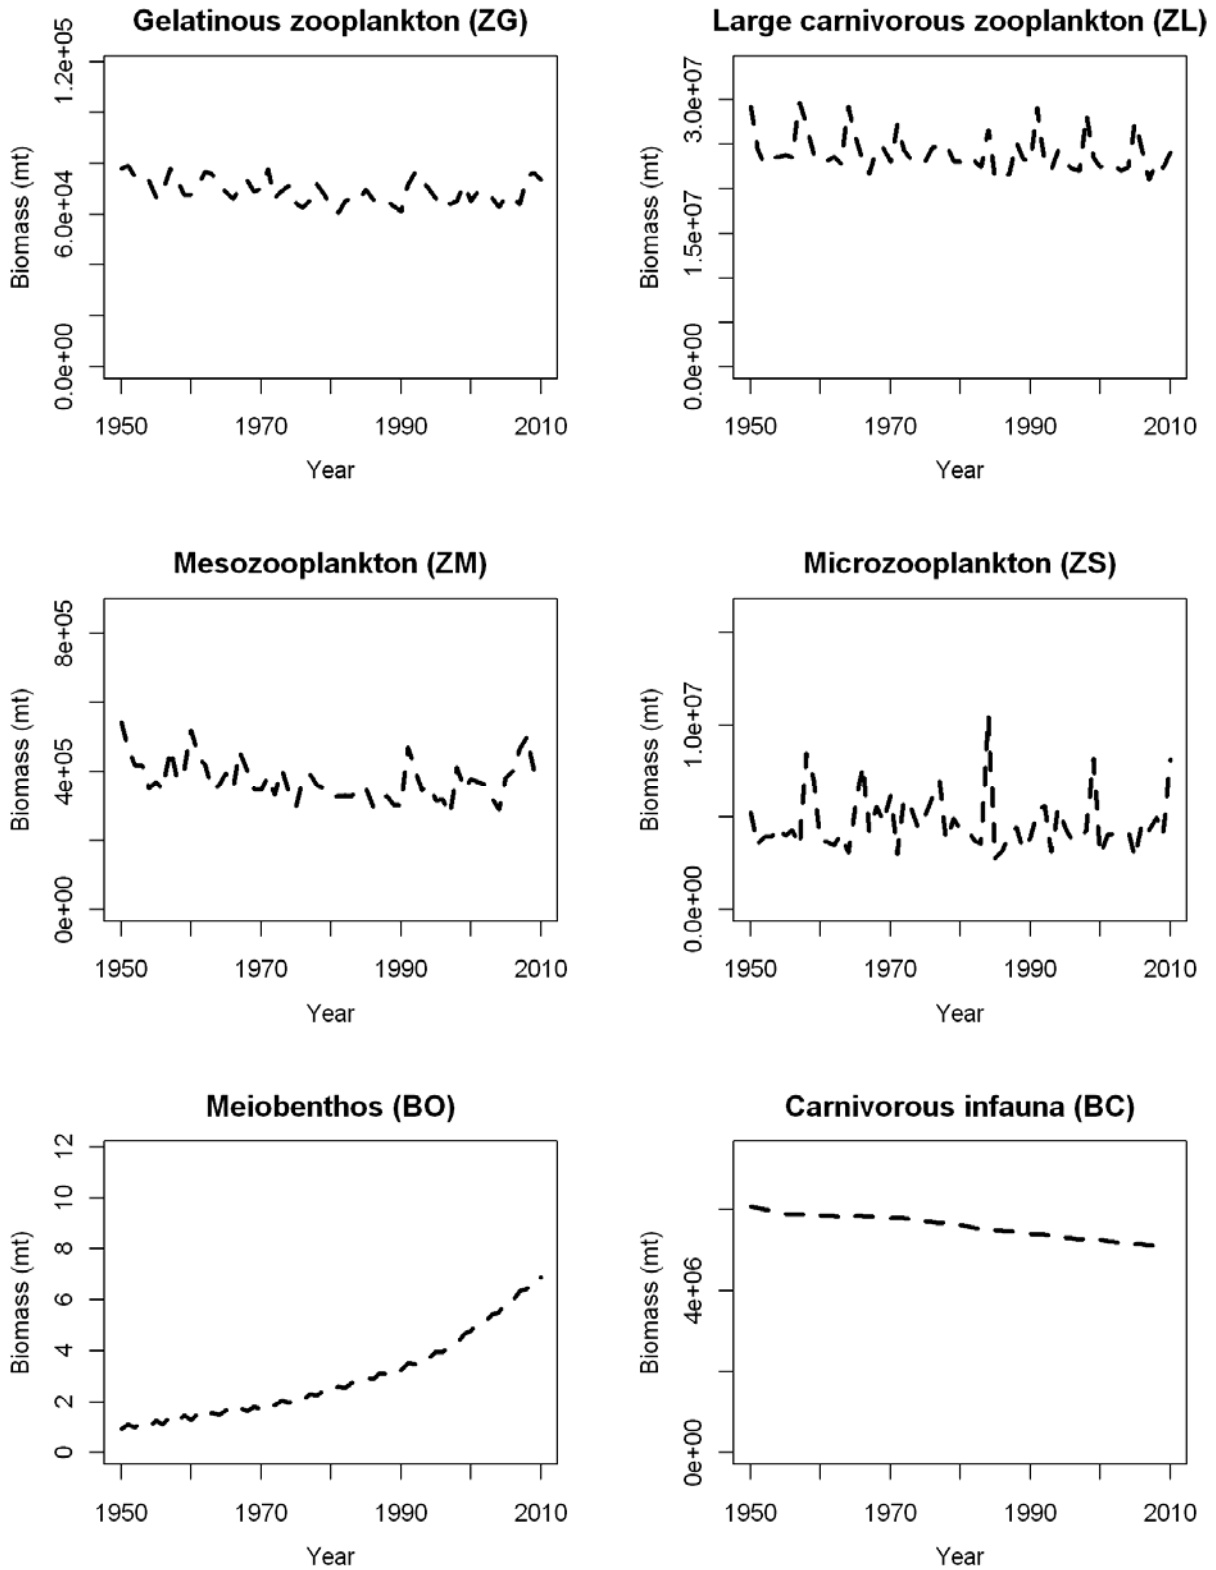 Gelatinous zooplankton (ZG)
Biomass (mt)
1.2e+05
6.0e+04
0.0e+00
1950 1970 1990 2010
Year
Large carnivorous zooplankton (ZL)
Biomass (mt)
3.0e+07
1.5e+07
0.0e+00
1950 1970 1990 2010
Year
Mesozooplankton (ZM)
Biomass (mt)
8e+05
4e+05
0e+00
1950 1970 1990 2010
Year
Microzooplankton (ZS)
Biomass (mt)
1.0e+07
0.0e+00
1950 1970 1990 2010
Year
Meiobenthos (BO)
Biomass (mt)
12
10
8
6
4
2
0
1950 1970 1990 2010
Year
Carnivorous infauna (BC)
Biomass (mt)
4e+06
0e+00
1950 1970 1990 2010
Year